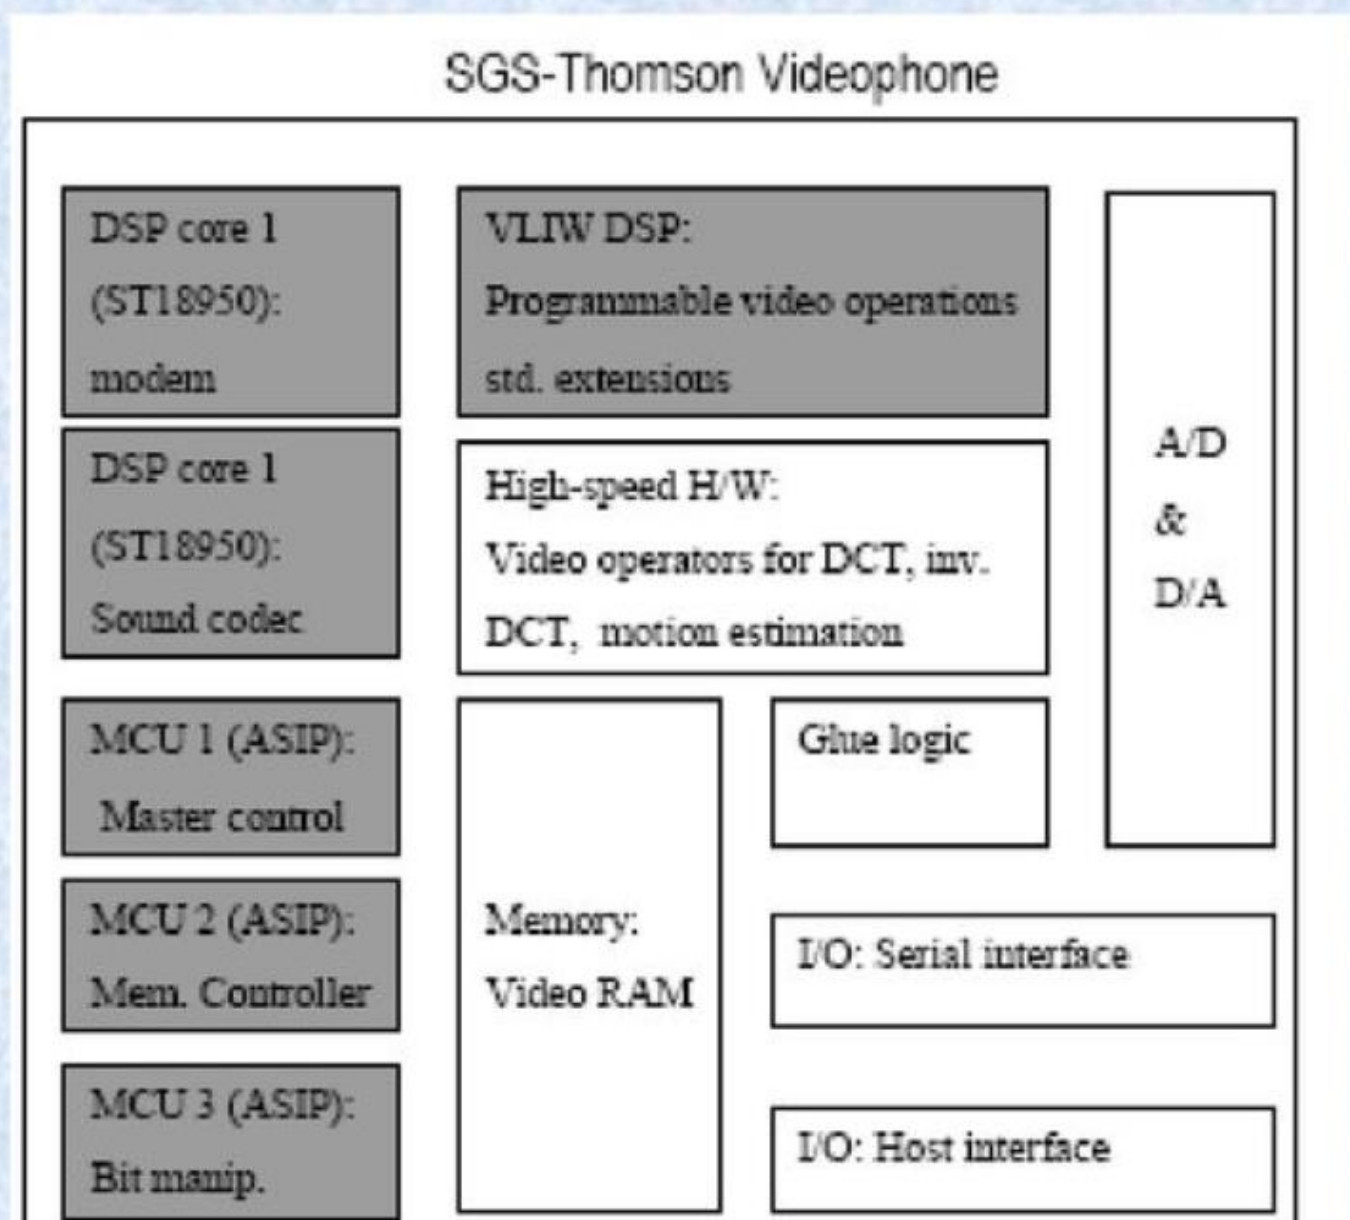 SGS-Thomson Videophone
DSP core 1
(ST18950):
modem
VLIW DSP:
Programmable video operations
std. extensions
A/D
&
D/A
DSP core 1
(ST18950):
Sound codec
High-speed H/W:
Video operators for DCT, inv.
DCT, motion estimation
MCU 1 (ASIP):
Master control
Memory:
Video RAM
Glue logic
MCU 2 (ASIP):
Mem. Controller
I/O: Serial interface
MCU 3 (ASIP):
Bit manip.
I/O: Host interface